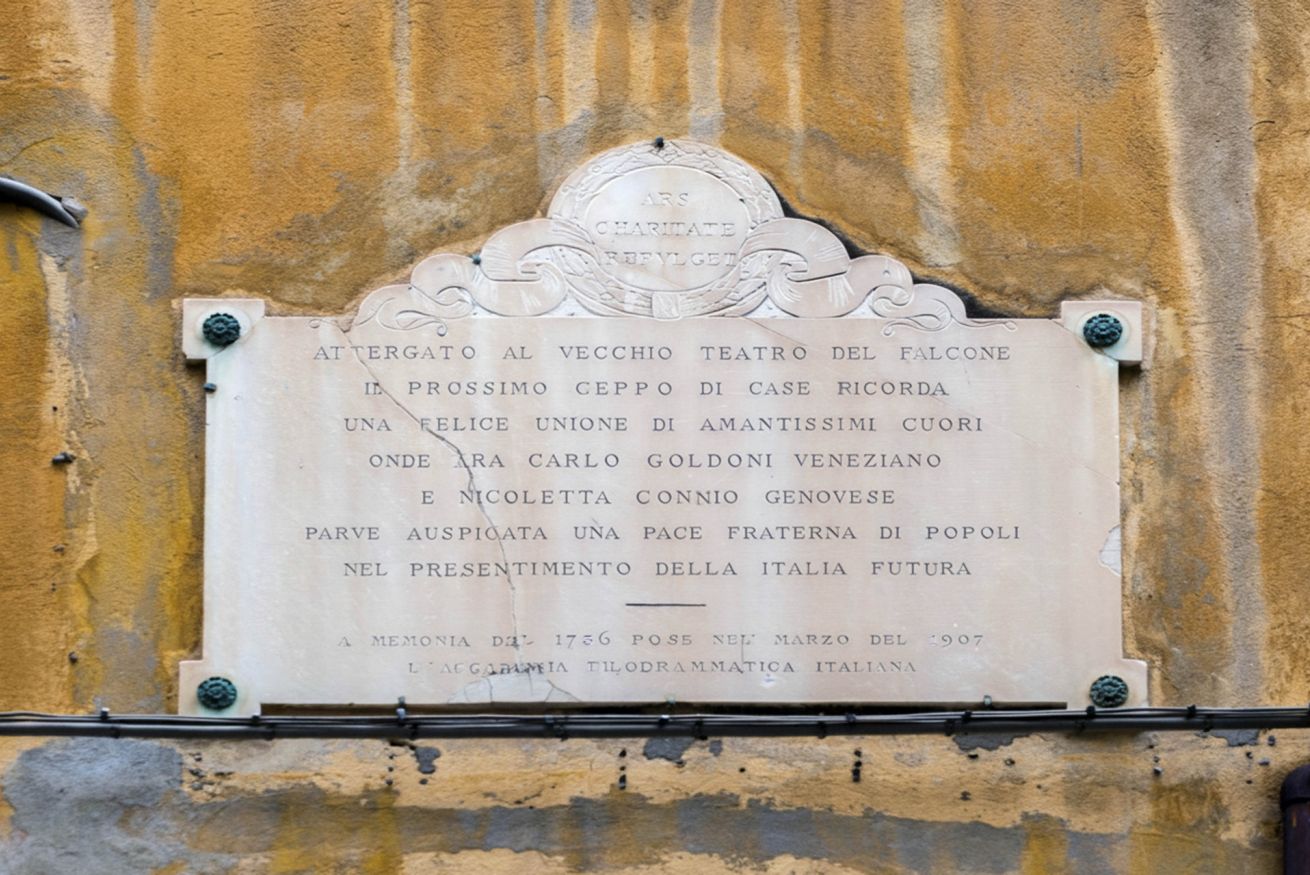 ARS
CHARITATE
REFVLGET
ATTERGATO AL VECCHIO TEATRO DEL FALCONE
IL PROSSIMO CEPPO DI CASE RICORDA
UNA FELICE UNIONE DI AMANTISSIMI CUORI
ONDE FRA CARLO GOLDONI VENEZIANO
E NICOLETTA CONNIO GENOVESE
PARVE AUSPICATA UNA PACE FRATERNA DI POPOLI
NEL PRESENTIMENTO DELLA ITALIA FUTURA
A MEMORIA DEL 1736 POSE NEL MARZO DEL 1907
L'ACCADEMIA FILODRAMMATICA ITALIANA